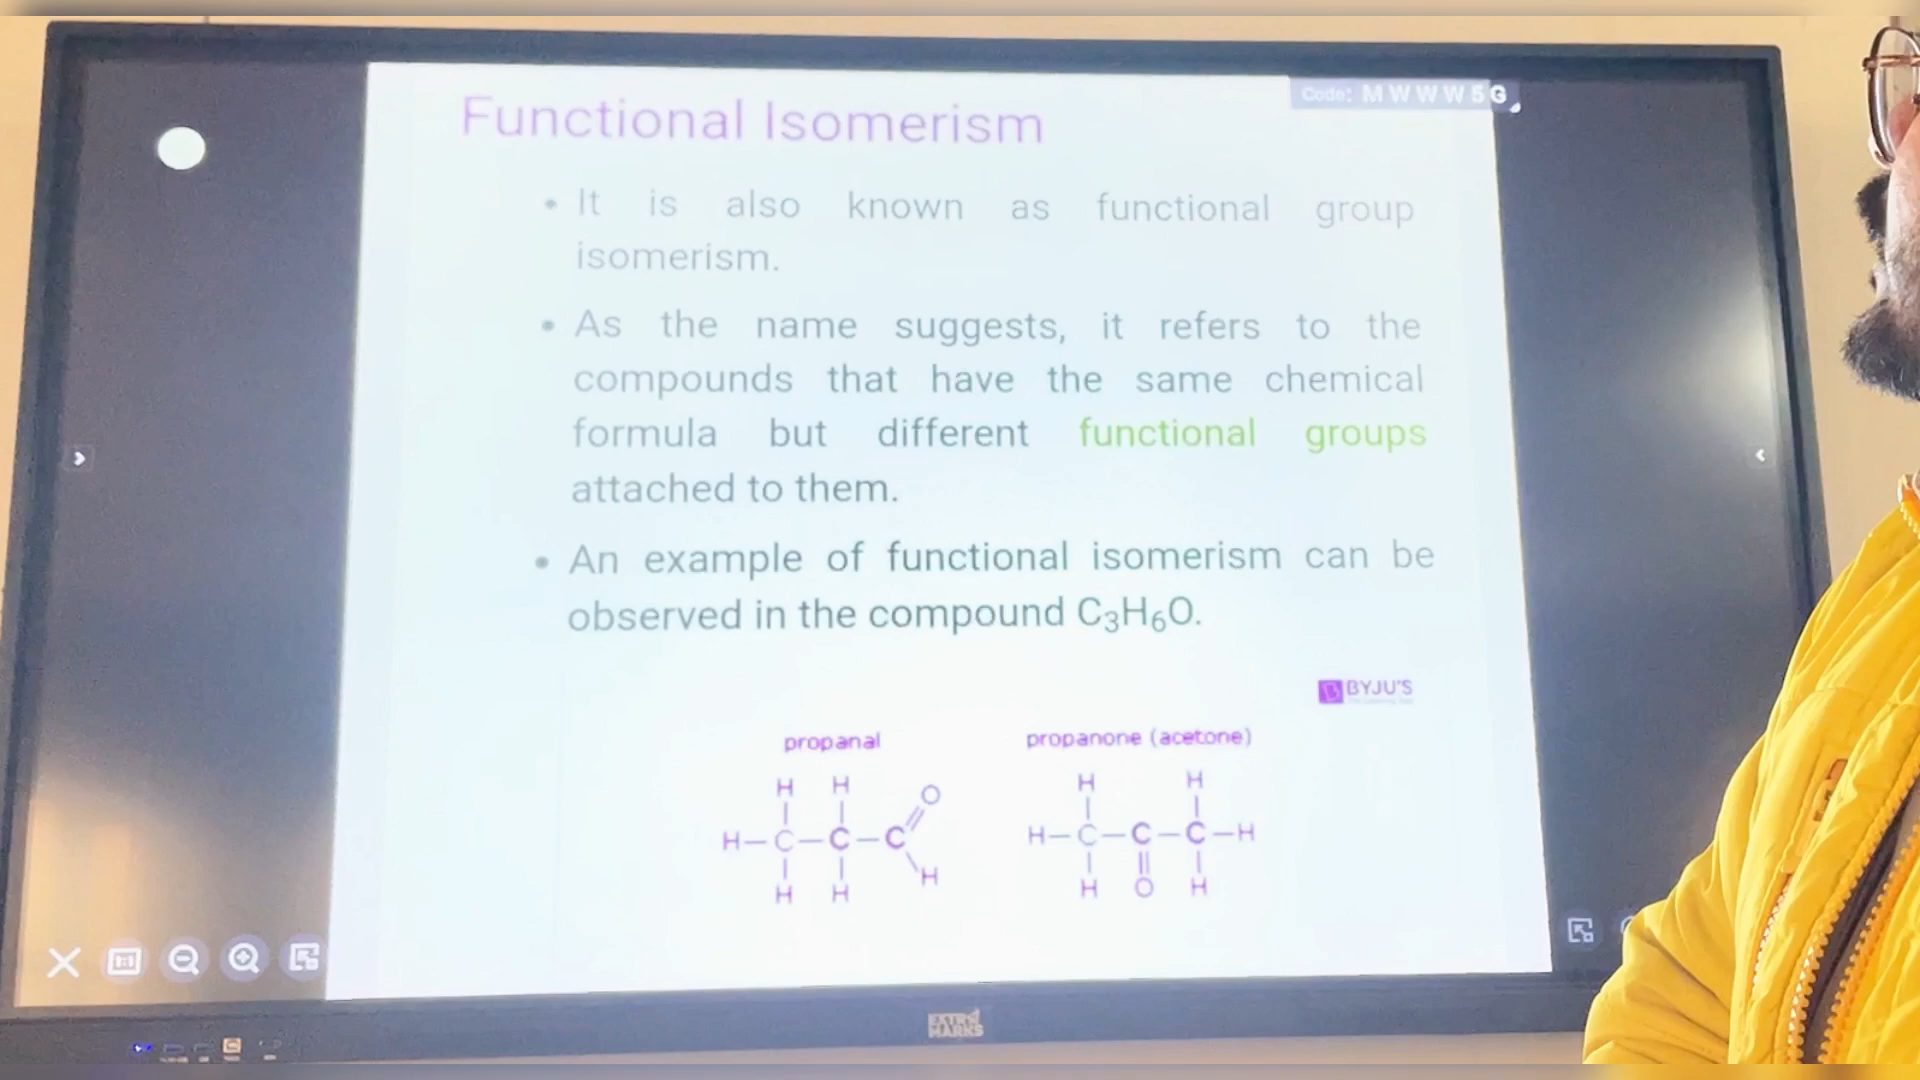 Code: MWWW5G
Functional Isomerism
• It is also known as functional group
isomerism.
• As the name suggests, it refers to the
compounds that have the same chemical
formula but different functional groups
attached to them.
• An example of functional isomerism can be
observed in the compound C₃H₆O.
BYJU'S
propanal
propanone (acetone)
H H O
H—C—C—C
H H H
H H
H—C—C—C—H
H O H
EXTRA
MARKS